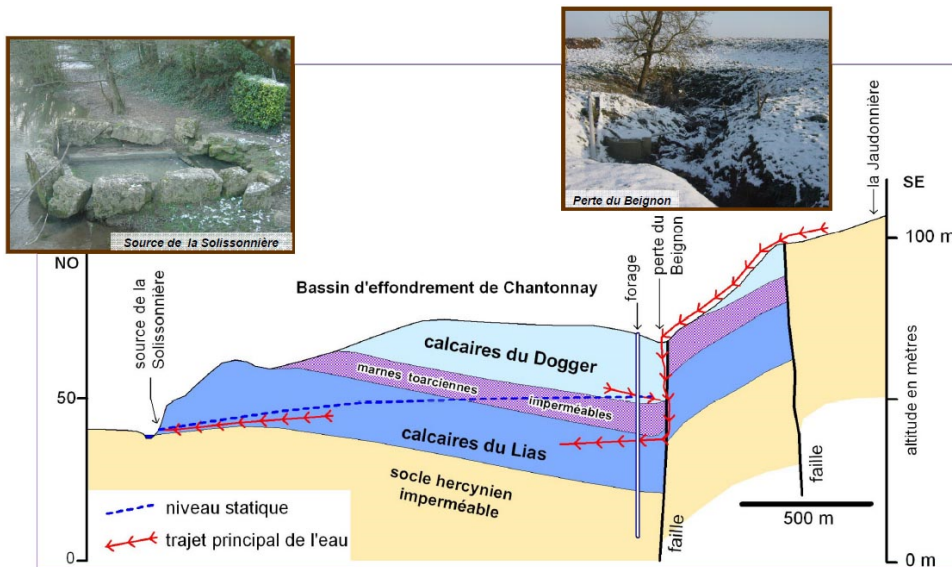 Source de la Solissonnière
Perte du Beignon
la Jaudonnière
SE
100 m
NO
source de la
Solissonnière
Bassin d'effondrement de Chantonnay
forage
perte du
Beignon
calcaires du Dogger
marnes toarciennes
imperméables
50
calcaires du Lias
altitude en mètres
socle hercynien
imperméable
niveau statique
trajet principal de l'eau
faille
faille
500 m
0
0 m